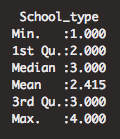 School_type
Min.   :1.000
1st Qu.:2.000
Median :3.000
Mean   :2.415
3rd Qu.:3.000
Max.   :4.000